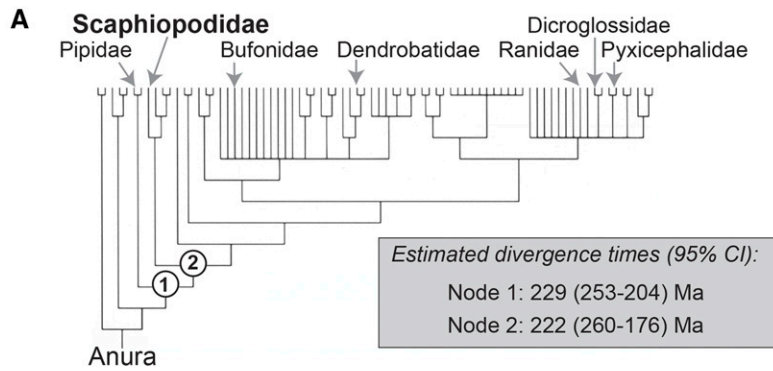 A
Scaphiopodidae
Dicroglossidae
Pipidae Bufonidae Dendrobatidae Ranidae Pyxicephalidae
2
1
Estimated divergence times (95% CI):
Node 1: 229 (253-204) Ma
Node 2: 222 (260-176) Ma
Anura